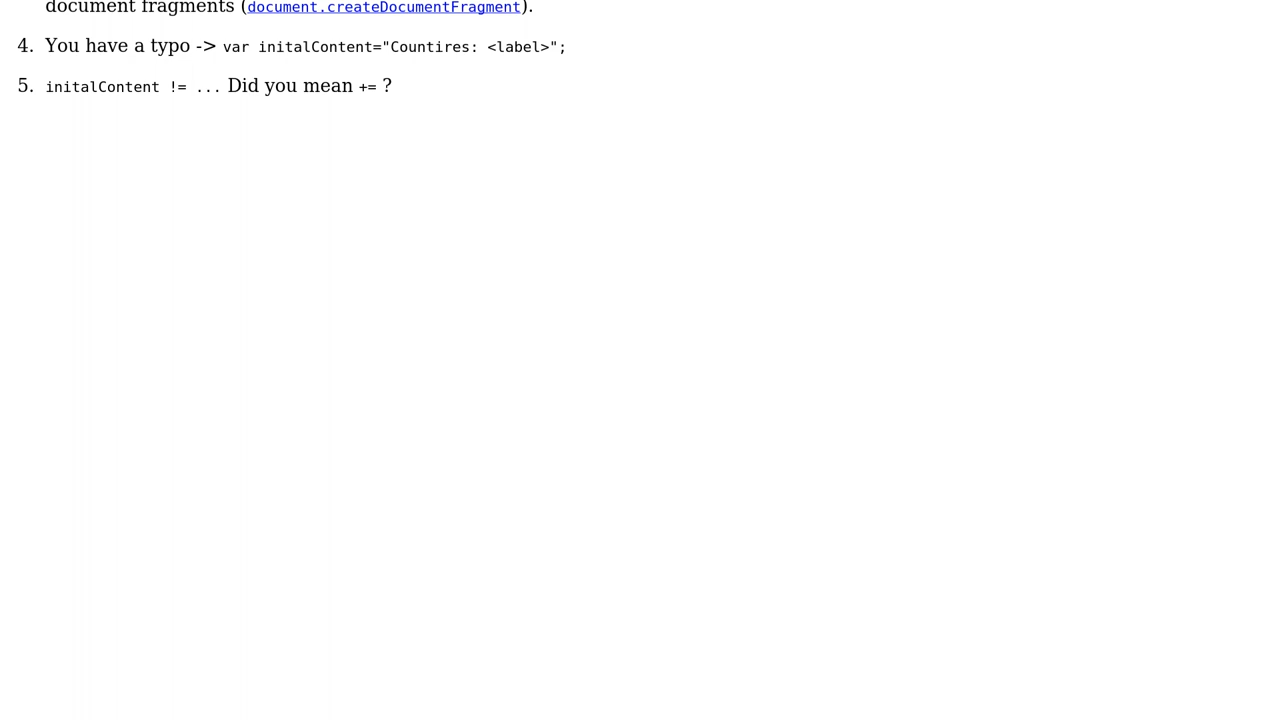 document fragments (document.createDocumentFragment).
4. You have a typo -> var initalContent="Countires: <label>";
5. initalContent != ... Did you mean += ?